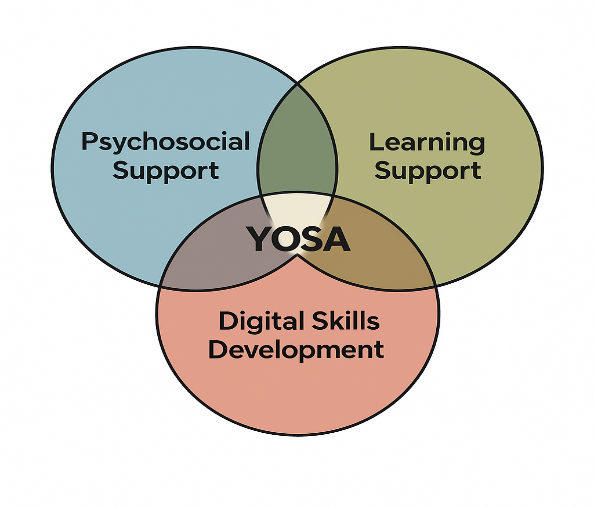 Psychosocial
Support
Learning
Support
YOSA
Digital Skills
Development